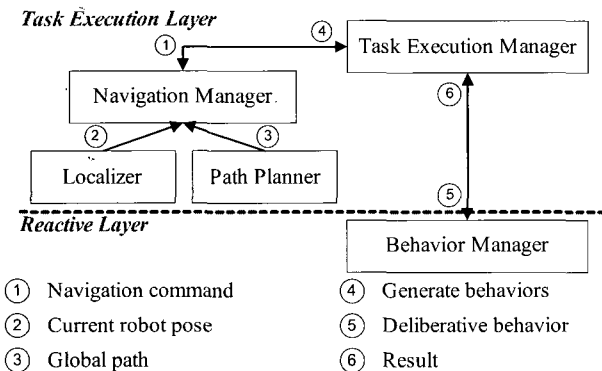 Task Execution Layer
① ④
Task Execution Manager
Navigation Manager
⑥
② ③
Localizer Path Planner
⑤
Reactive Layer
Behavior Manager
① Navigation command
② Current robot pose
③ Global path
④ Generate behaviors
⑤ Deliberative behavior
⑥ Result